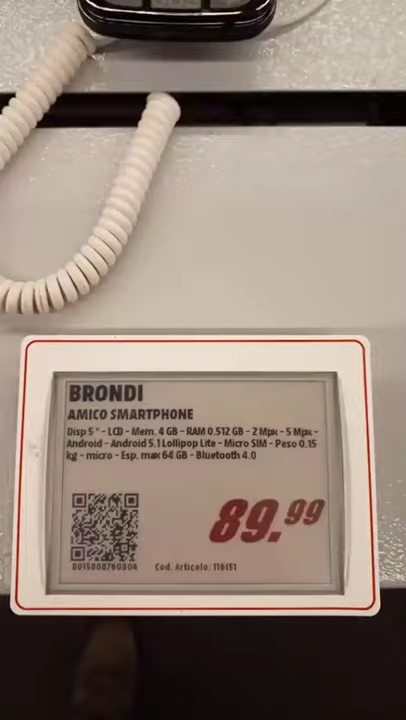 BRONDI
AMICO SMARTPHONE
Disp 5 " - LCD - Mem. 4 GB - RAM 0.512 GB - 2 Mpx - 5 Mpx -
Android - Android 5.1 Lollipop Lite - Micro SIM - Peso 0.15
kg - micro - Esp. max 64 GB - Bluetooth 4.0
89.99
8015908760804 Cod. Articolo: 116151